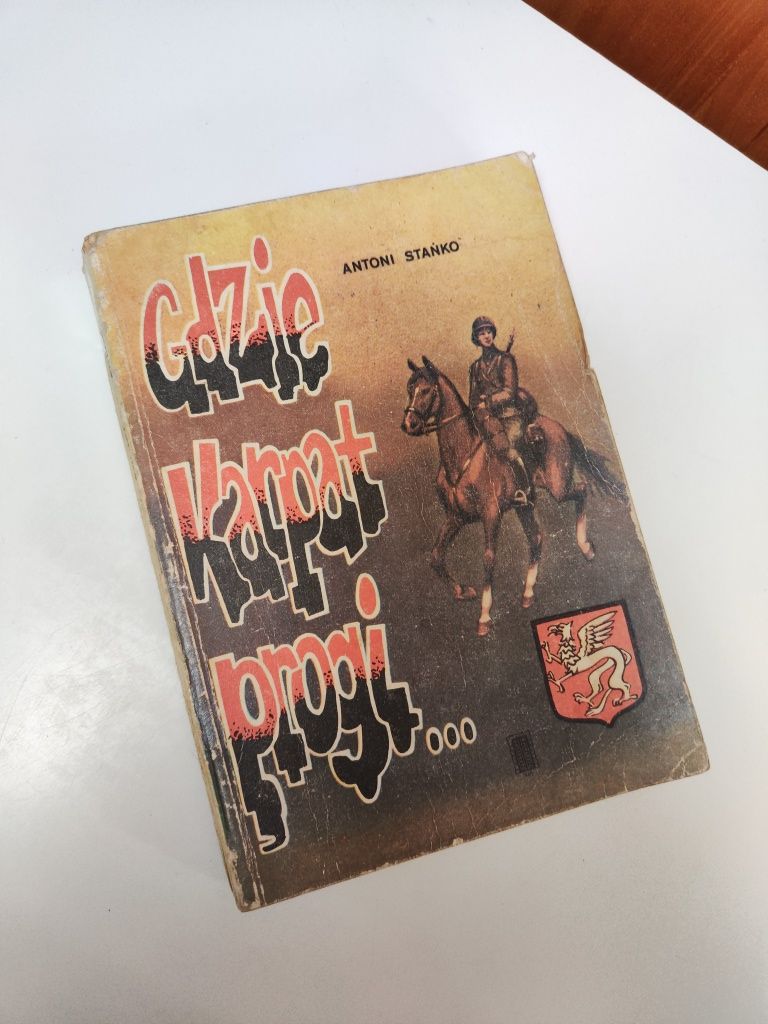 ANTONI STAŃKO
Gdzie
Karpat
progi...